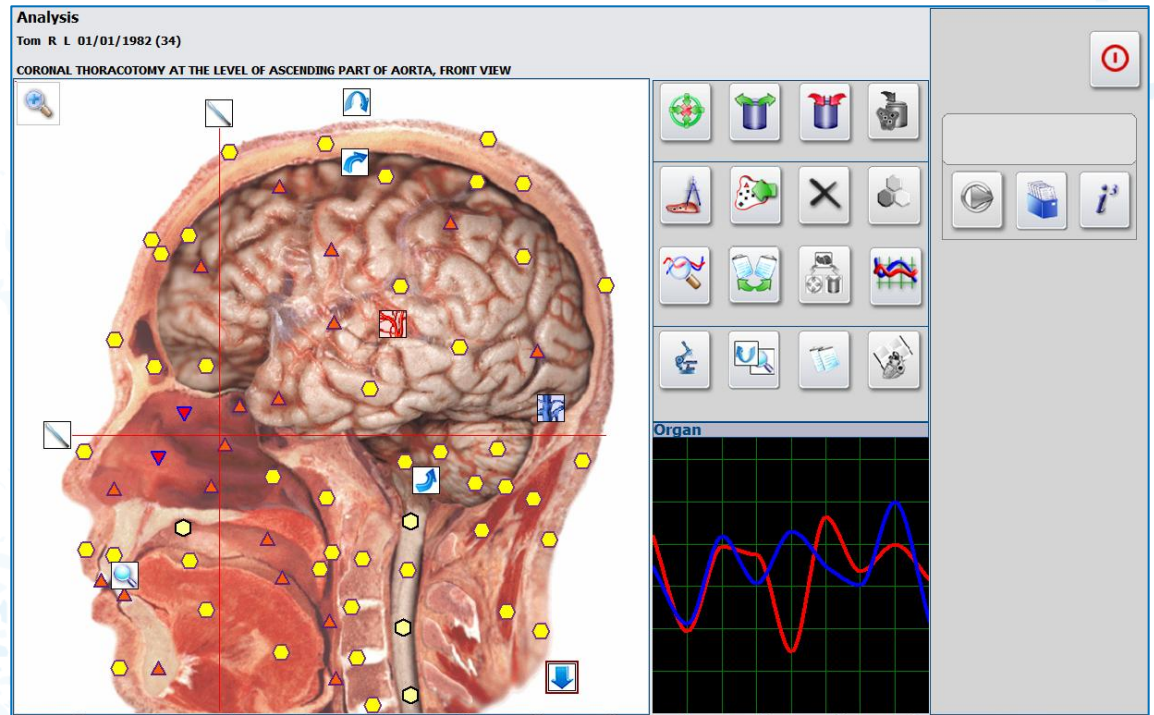 Analysis
Tom R L 01/01/1982 (34)
CORONAL THORACOTOMY AT THE LEVEL OF ASCENDING PART OF AORTA, FRONT VIEW
Organ